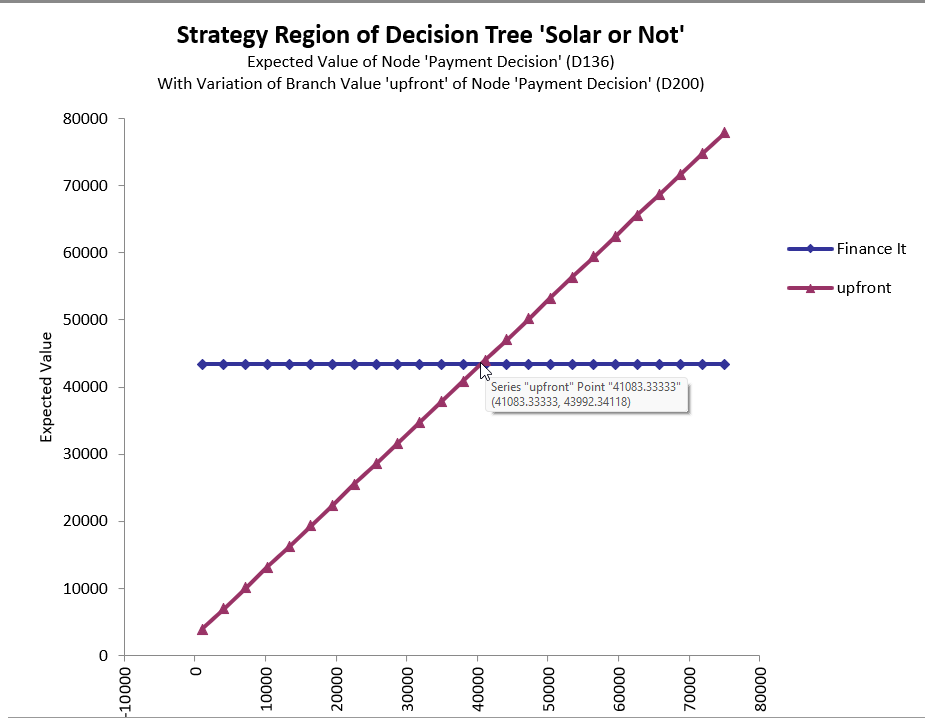 Strategy Region of Decision Tree 'Solar or Not'
Expected Value of Node 'Payment Decision' (D136)
With Variation of Branch Value 'upfront' of Node 'Payment Decision' (D200)
80000
70000
60000
50000
40000
30000
20000
10000
0
Expected Value
Finance It
upfront
Series "upfront" Point "41083.33333"
(41083.33333, 43992.34118)
-10000
0
10000
20000
30000
40000
50000
60000
70000
80000